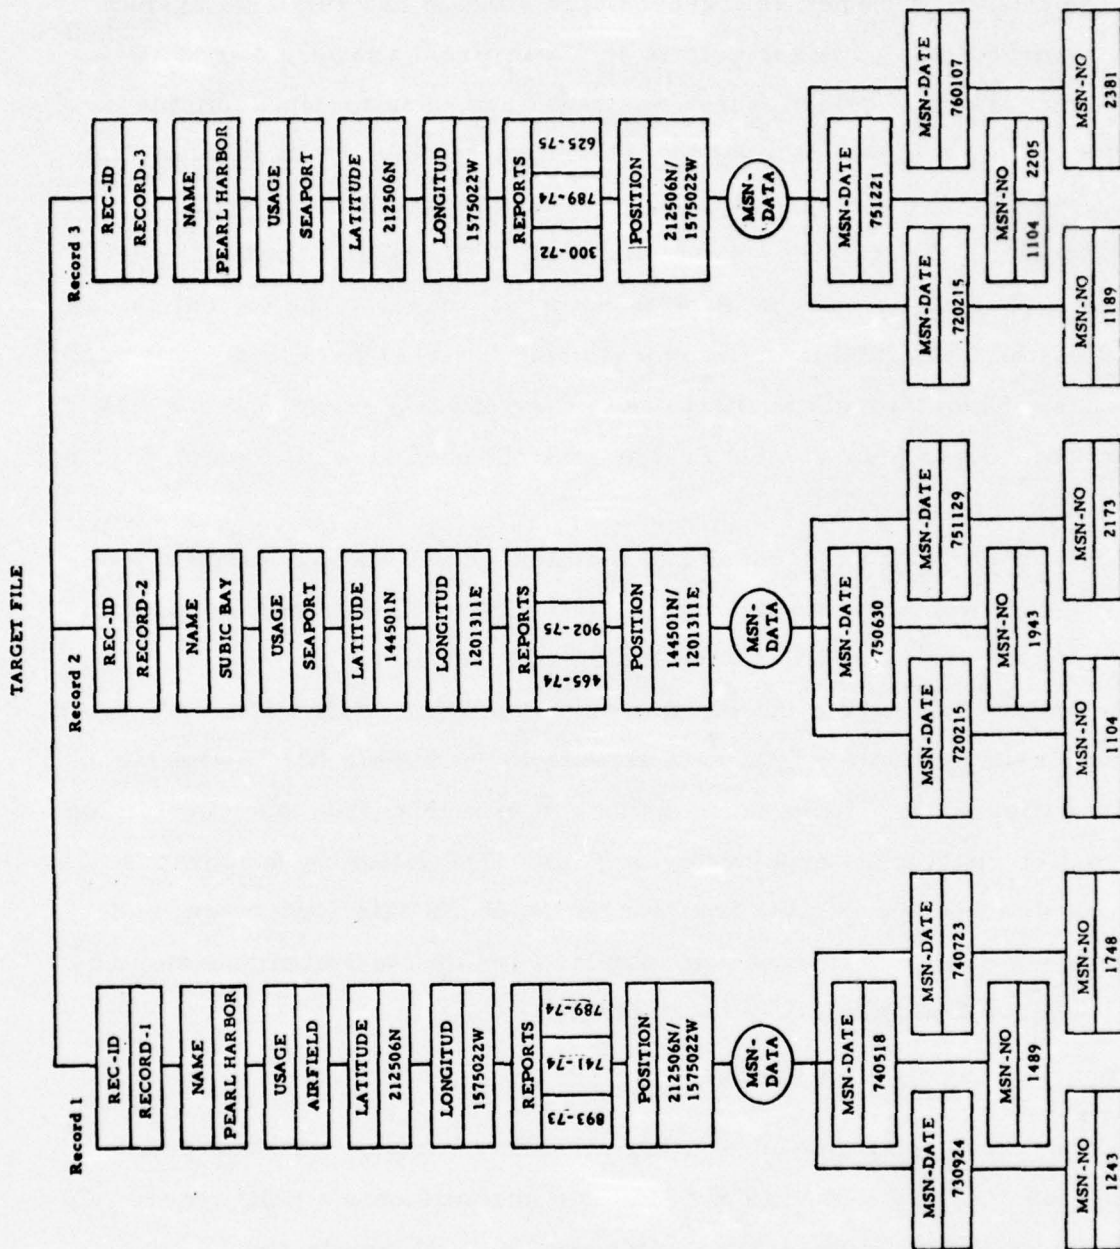 TARGET FILE
Record 1
REC-ID
RECORD-1
NAME
PEARL HARBOR
USAGE
AIRFIELD
LATITUDE
212506N
LONGITUD
1575022W
REPORTS
893-73
741-74
789-74
POSITION
212506N/
1575022W
MSN-
DATA
MSN-DATE
730924
MSN-NO
1243
MSN-DATE
740518
MSN-NO
1489
MSN-DATE
740723
MSN-NO
1748
Record 2
REC-ID
RECORD-2
NAME
SUBIC BAY
USAGE
SEAPORT
LATITUDE
144501N
LONGITUD
1201311E
REPORTS
465-74
902-75
POSITION
144501N/
1201311E
MSN-
DATA
MSN-DATE
720215
MSN-NO
1104
MSN-DATE
750630
MSN-NO
1943
MSN-DATE
751129
MSN-NO
2173
Record 3
REC-ID
RECORD-3
NAME
PEARL HARBOR
USAGE
SEAPORT
LATITUDE
212506N
LONGITUD
1575022W
REPORTS
300-72
789-74
625-75
POSITION
212506N/
1575022W
MSN-
DATA
MSN-DATE
720215
MSN-NO
1189
MSN-DATE
751221
MSN-NO
1104 2205
MSN-DATE
760107
MSN-NO
2381